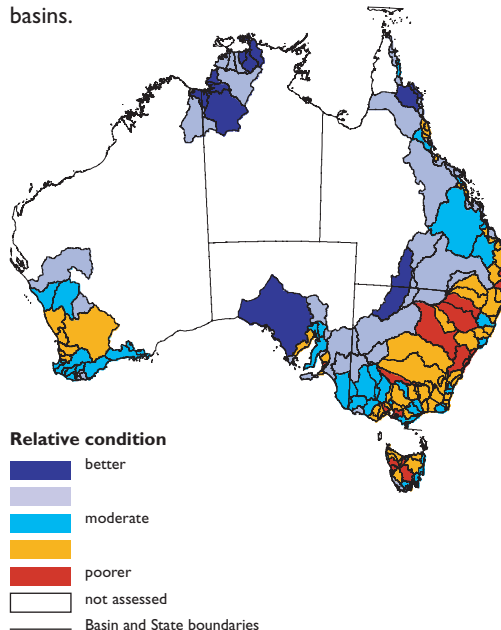 basins.
Relative condition
better
moderate
poorer
not assessed
Basin and State boundaries